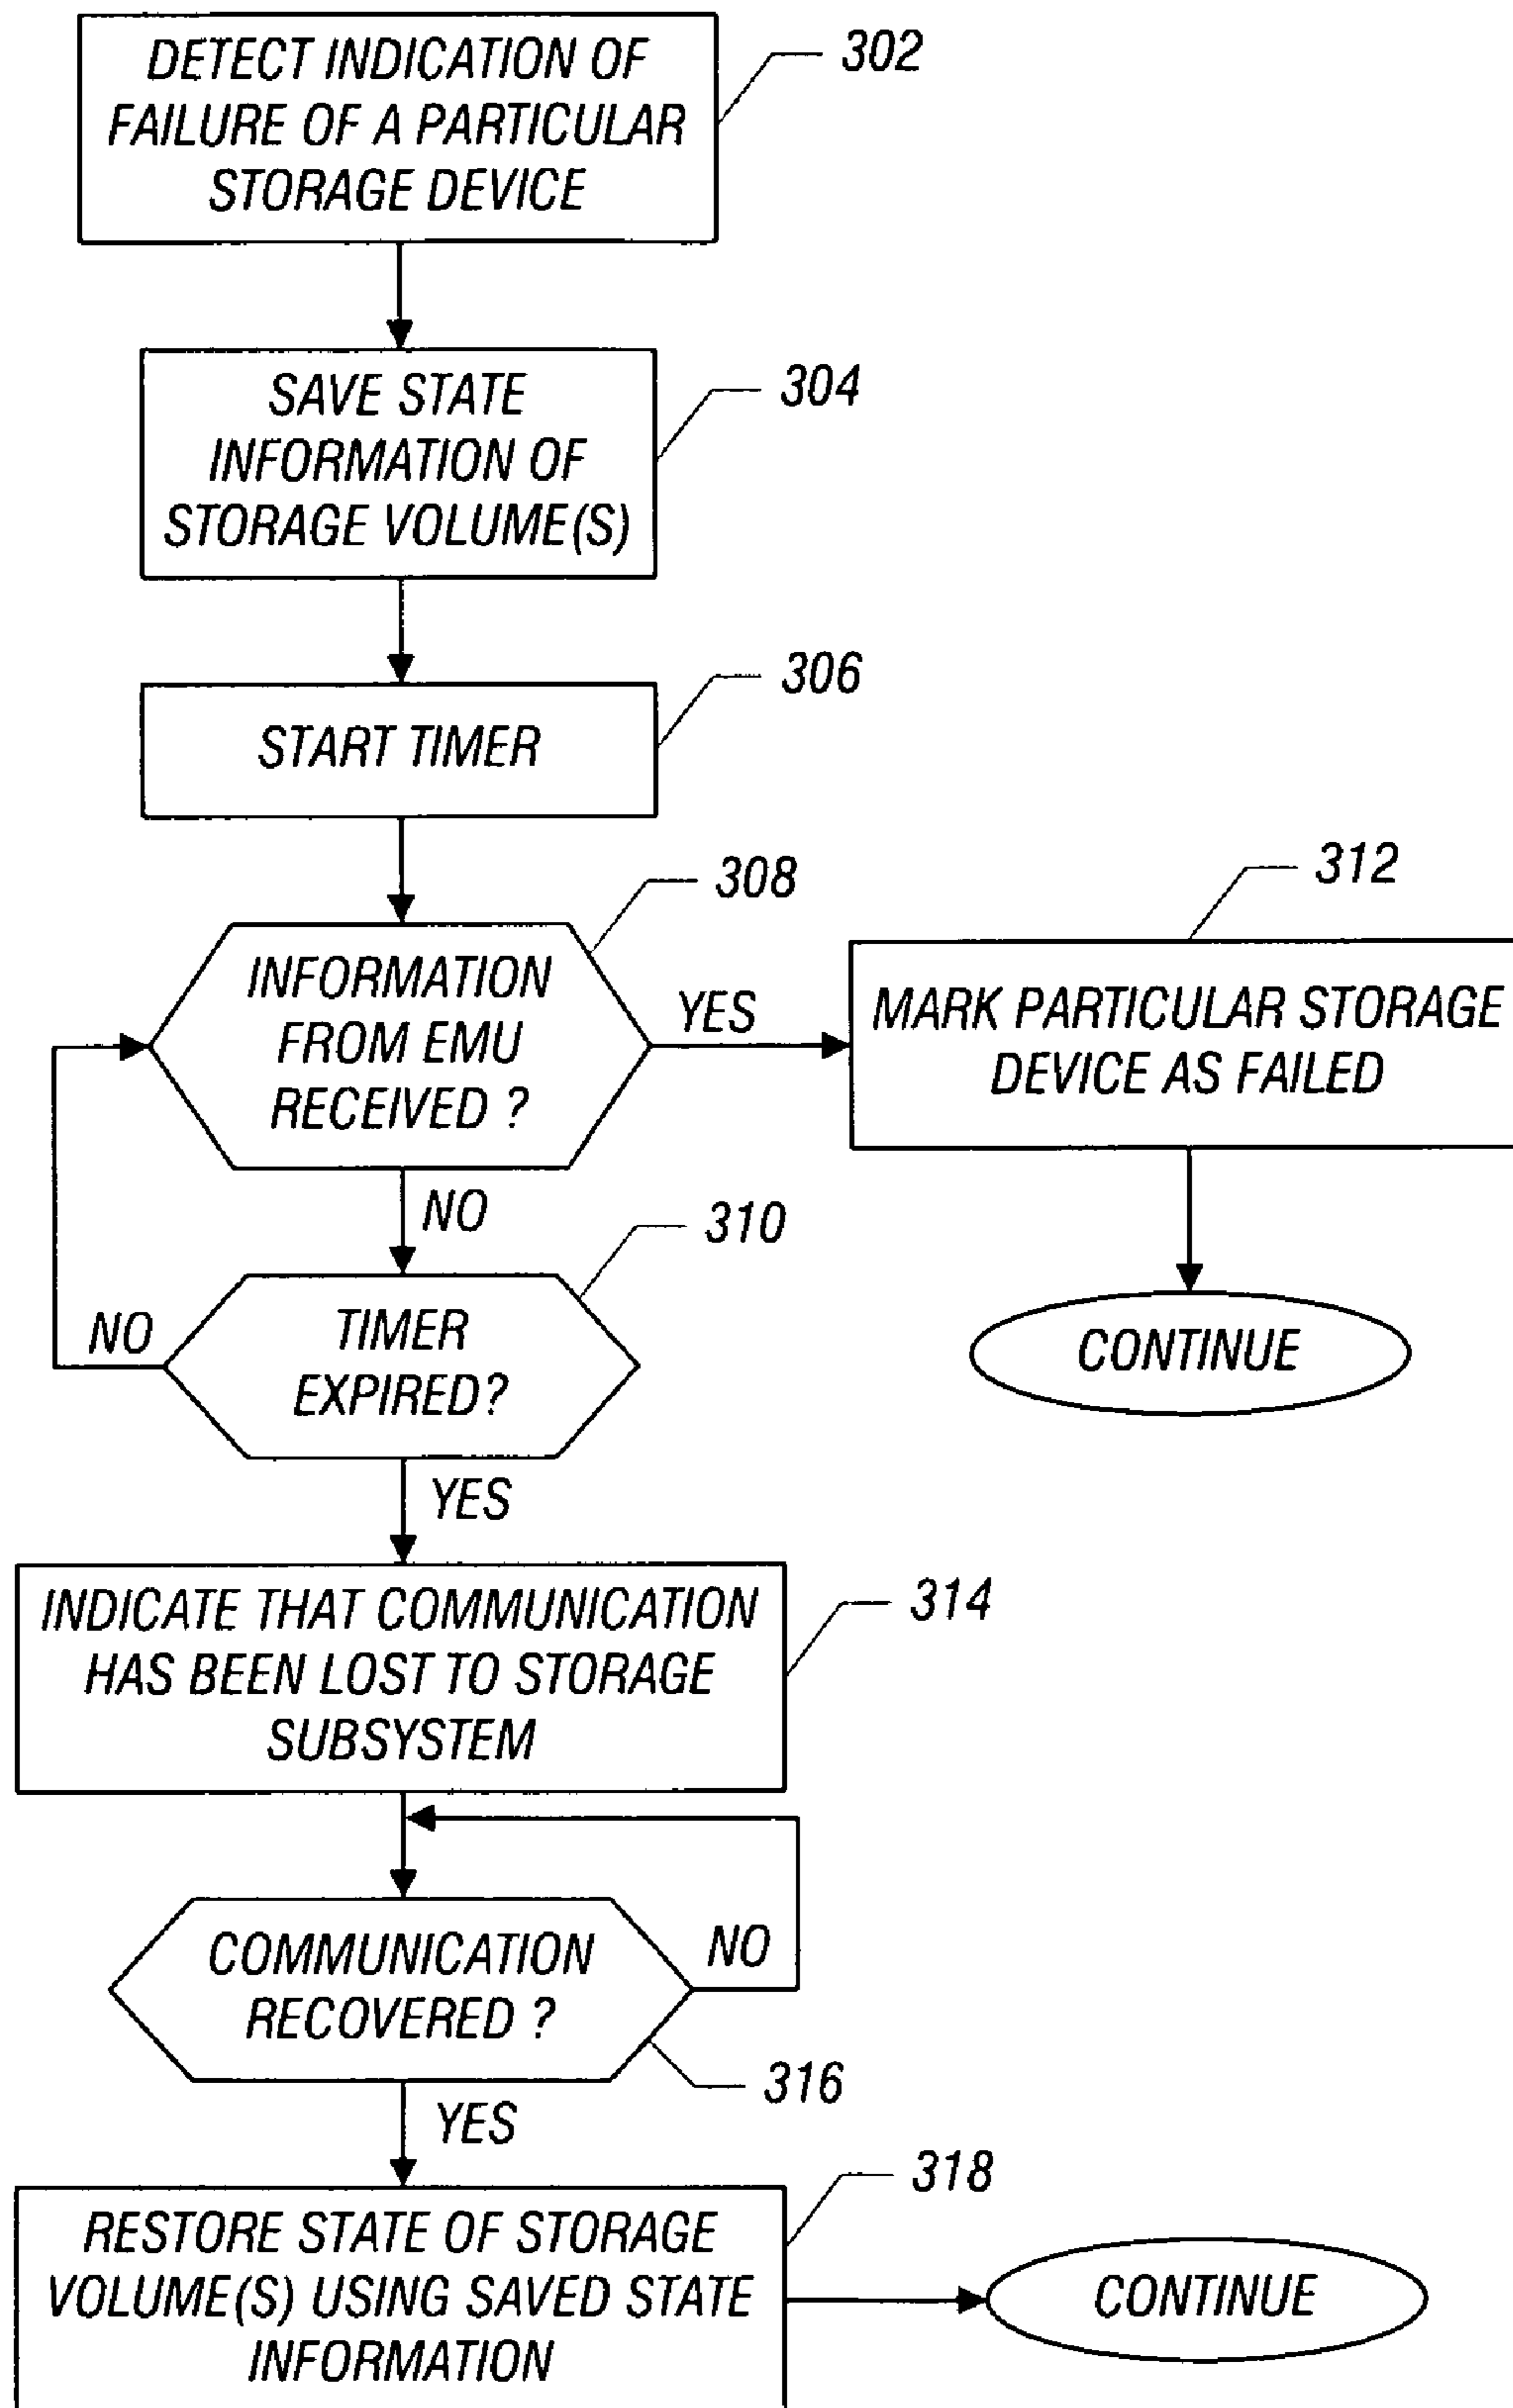 DETECT INDICATION OF
FAILURE OF A PARTICULAR
STORAGE DEVICE
302
SAVE STATE
INFORMATION OF
STORAGE VOLUME(S)
304
START TIMER
306
INFORMATION
FROM EMU
RECEIVED ?
308
YES
MARK PARTICULAR STORAGE
DEVICE AS FAILED
312
CONTINUE
NO
TIMER
EXPIRED?
310
NO
YES
INDICATE THAT COMMUNICATION
HAS BEEN LOST TO STORAGE
SUBSYSTEM
314
COMMUNICATION
RECOVERED ?
NO
316
YES
RESTORE STATE OF STORAGE
VOLUME(S) USING SAVED STATE
INFORMATION
318
CONTINUE